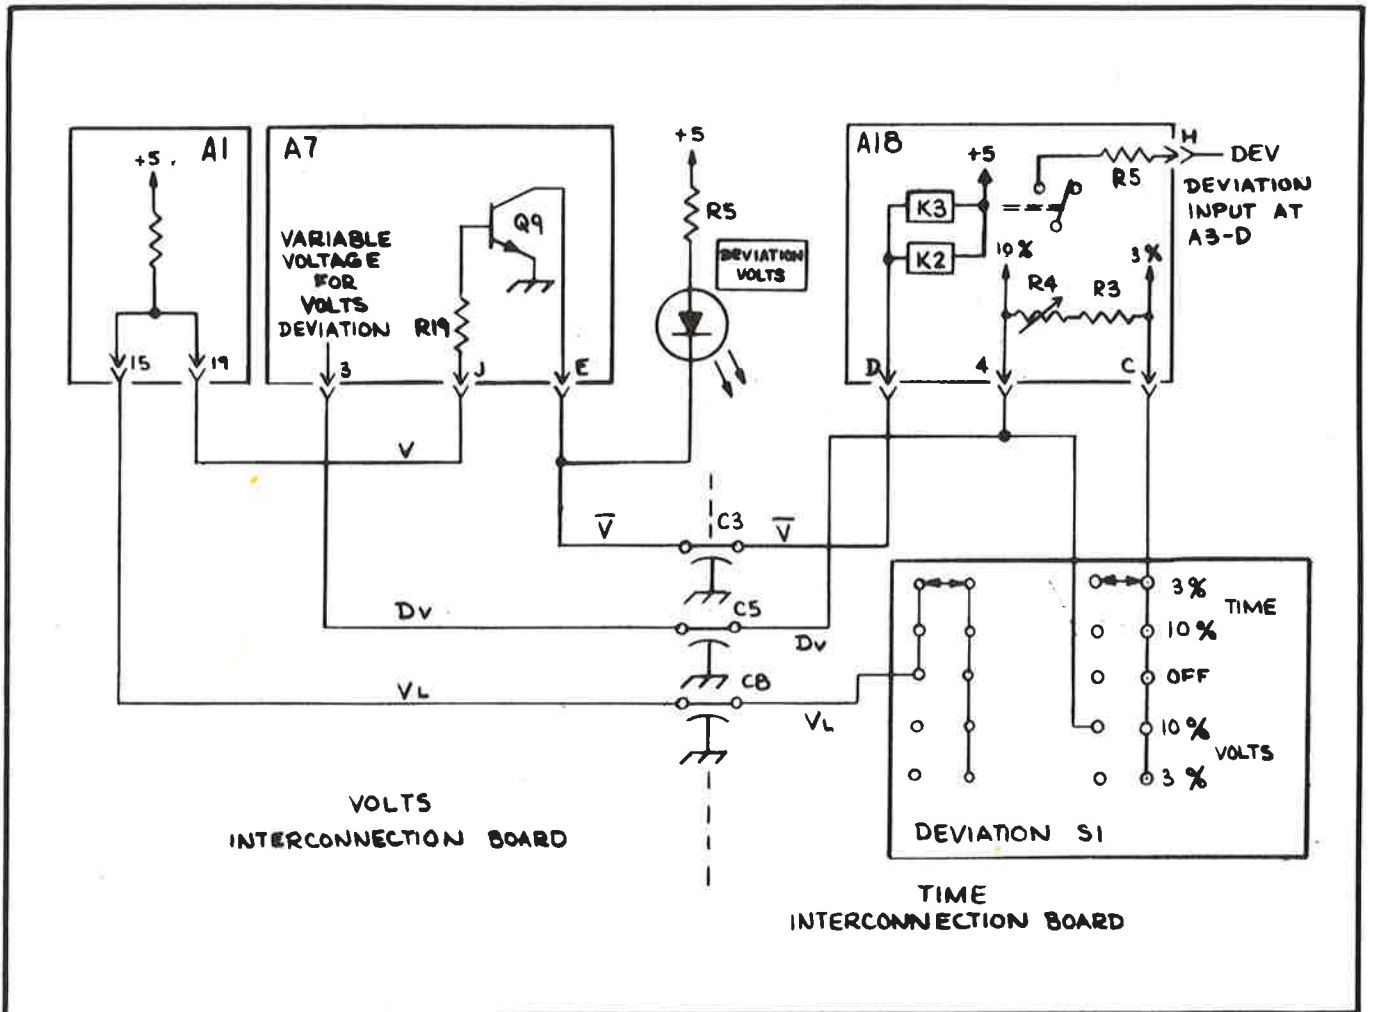 A1
+5
15
19
A7
VARIABLE
VOLTAGE
FOR
VOLTS
DEVIATION
R19
Q9
3
J
E
+5
R5
DEVIATION
VOLTS
A18
+5
K3
K2
H
DEV
R5
DEVIATION
INPUT AT
A3-D
10%
3%
R4
R3
D
4
C
V
V̅
C3
V̅
DV
C5
DV
VL
C8
VL
3%
TIME
10%
OFF
10%
VOLTS
3%
DEVIATION S1
VOLTS
INTERCONNECTION BOARD
TIME
INTERCONNECTION BOARD